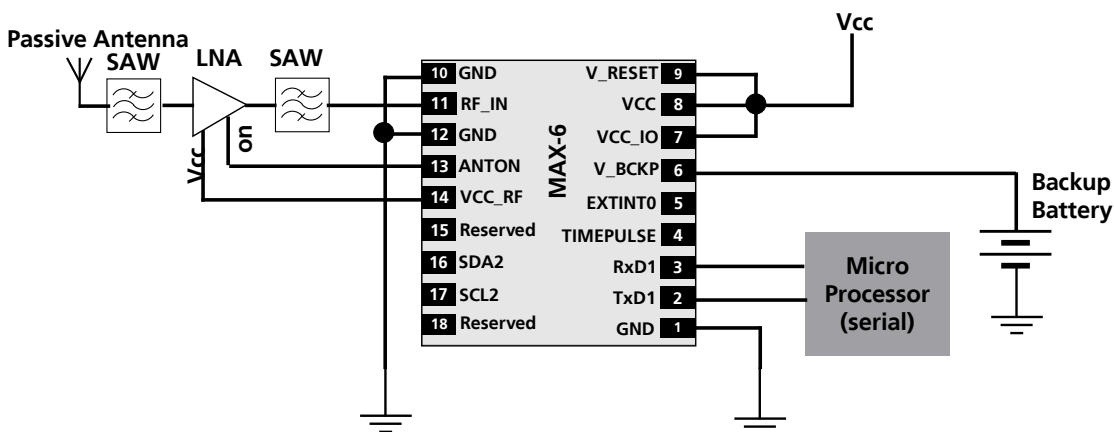 Passive Antenna
SAW
LNA
SAW
Vcc
on
Vcc
MAX-6
10 GND
11 RF_IN
12 GND
13 ANTON
14 VCC_RF
15 Reserved
16 SDA2
17 SCL2
18 Reserved
V_RESET 9
VCC 8
VCC_IO 7
V_BCKP 6
EXTINT0 5
TIMEPULSE 4
RxD1 3
TxD1 2
GND 1
Backup
Battery
Micro
Processor
(serial)